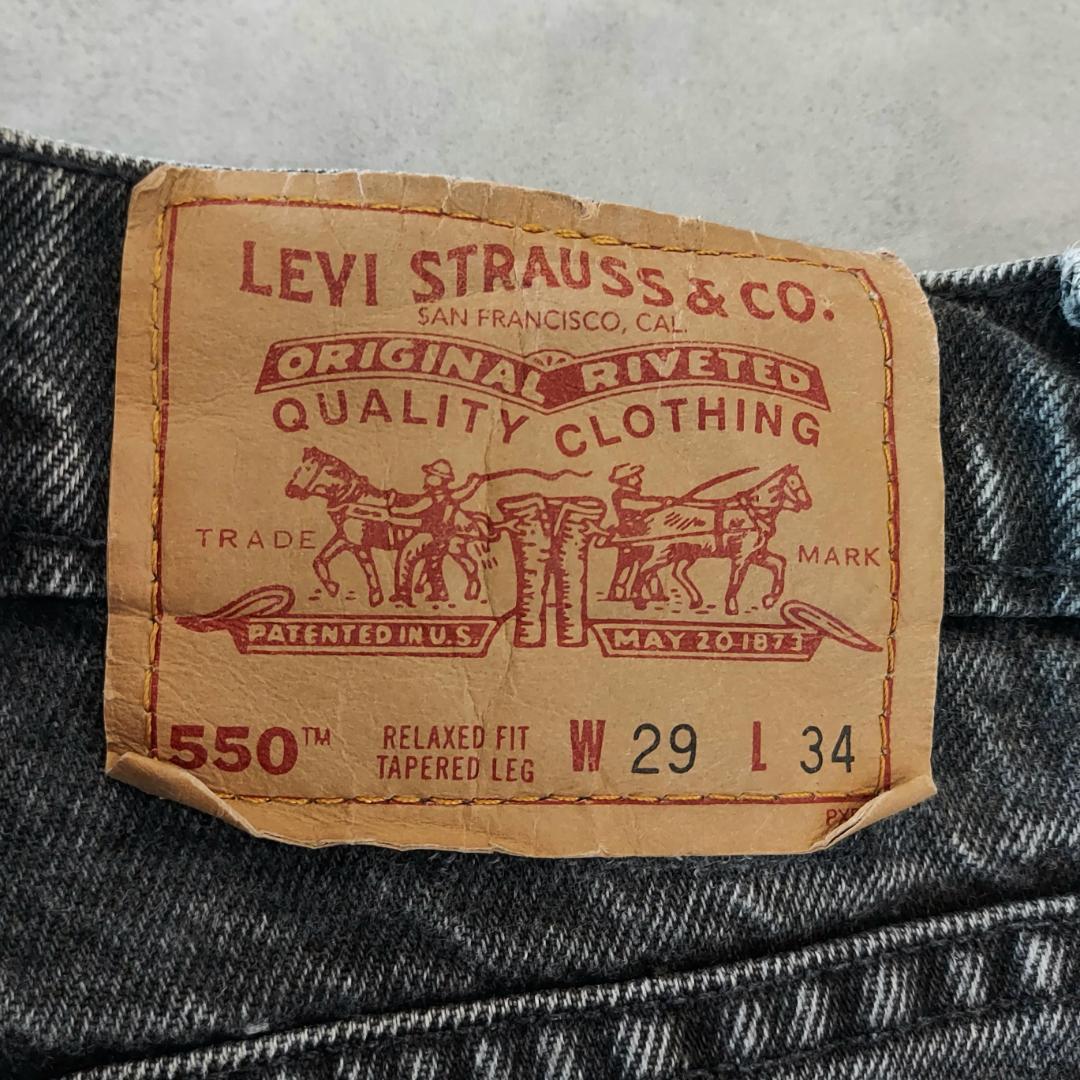 LEVI STRAUSS & CO.
SAN FRANCISCO, CAL.
ORIGINAL RIVETED
QUALITY CLOTHING
TRADE MARK
PATENTED IN U.S. MAY 20 1873
550™ RELAXED FIT TAPERED LEG W 29 L 34